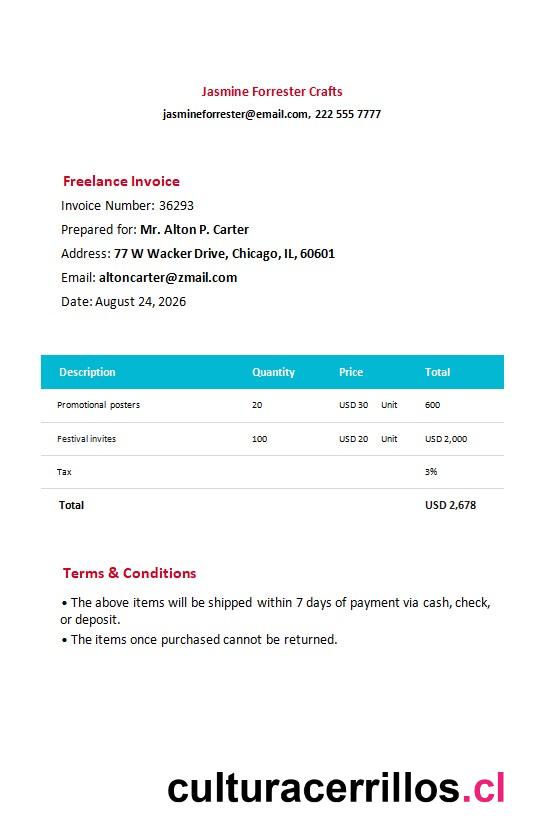 Jasmine Forrester Crafts
jasmineforrester@email.com, 222 555 7777
Freelance Invoice
Invoice Number: 36293
Prepared for: Mr. Alton P. Carter
Address: 77 W Wacker Drive, Chicago, IL, 60601
Email: altoncarter@zmail.com
Date: August 24, 2026
Description Quantity Price Total
Promotional posters 20 USD 30 Unit 600
Festival invites 100 USD 20 Unit USD 2,000
Tax 3%
Total USD 2,678
Terms & Conditions
• The above items will be shipped within 7 days of payment via cash, check,
or deposit.
• The items once purchased cannot be returned.
culturacerrillos.cl